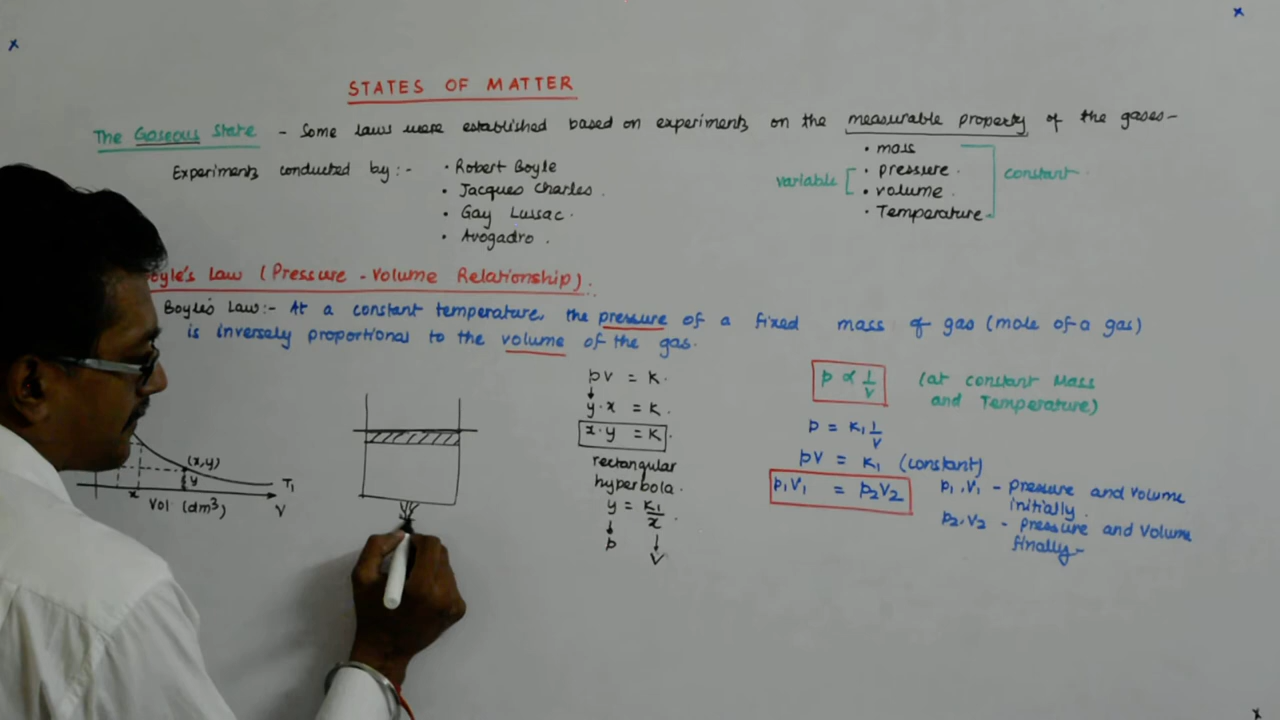 STATES OF MATTER
The Gaseous State - Some laws were established based on experiments on the measurable property of the gases-
Experiments conducted by:-
• Robert Boyle
• Jacques Charles.
• Gay Lussac.
• Avogadro.
• mass
• pressure.
• volume.
• Temperature
variable
constant
oyle's Law (Pressure - Volume Relationship).
Boyle's Law:- At a constant temperature, the pressure of a fixed mass of gas (mole of a gas)
is inversely proportional to the volume of the gas.
(x,y)
y
x
T₁
V
Vol (dm³)
pV = K.
y·x = K.
x·y = K.
rectangular
hyperbola.
y = K₁/x.
p
V
p ∝ 1/V
(at constant Mass
and Temperature)
p = K₁ 1/V
pV = K₁ (constant)
p₁V₁ = p₂V₂
p₁,V₁ - Pressure and Volume
initially.
p₂,V₂ - Pressure and Volume
finally-